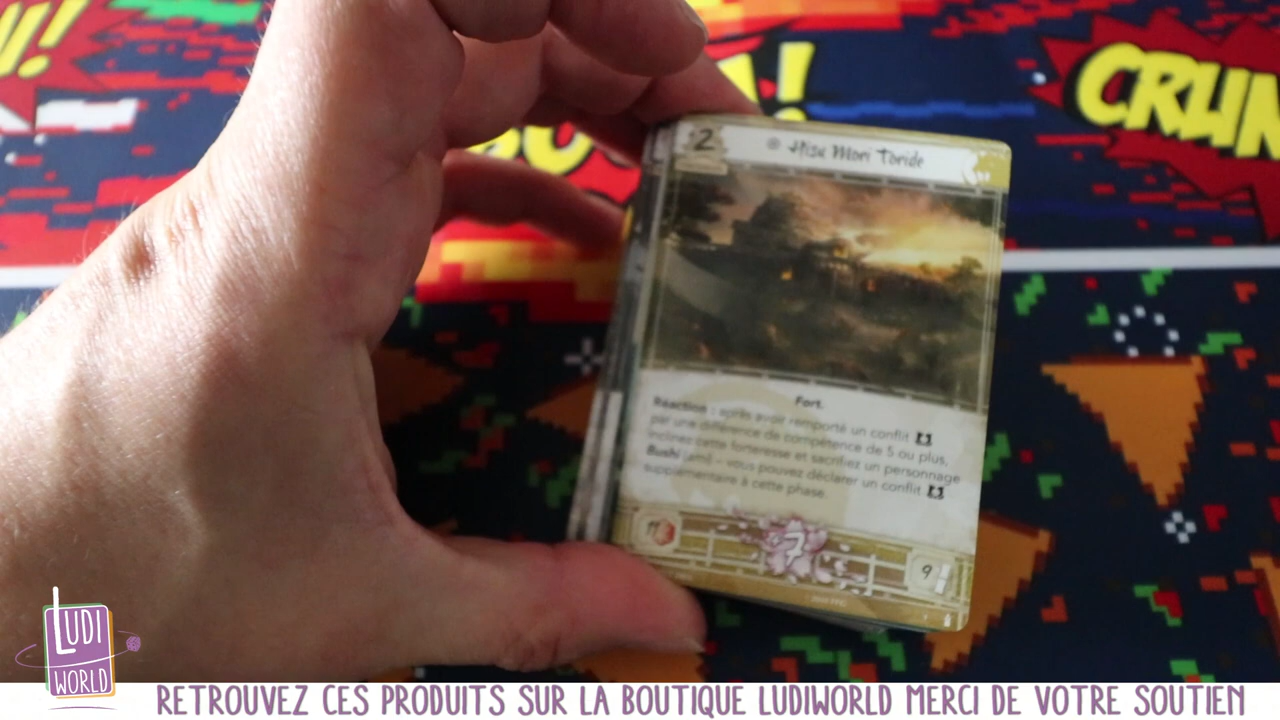 CRUN
2
Hisu Mori Toride
Fort.
Réaction : après avoir remporté un conflit
par une différence de compétence de 5 ou plus,
inclinez cette forteresse et sacrifiez un personnage
Bushi (ami) – vous pouvez déclarer un conflit
supplémentaire à cette phase.
7
9
LUDI
WORLD
RETROUVEZ CES PRODUITS SUR LA BOUTIQUE LUDIWORLD MERCI DE VOTRE SOUTIEN